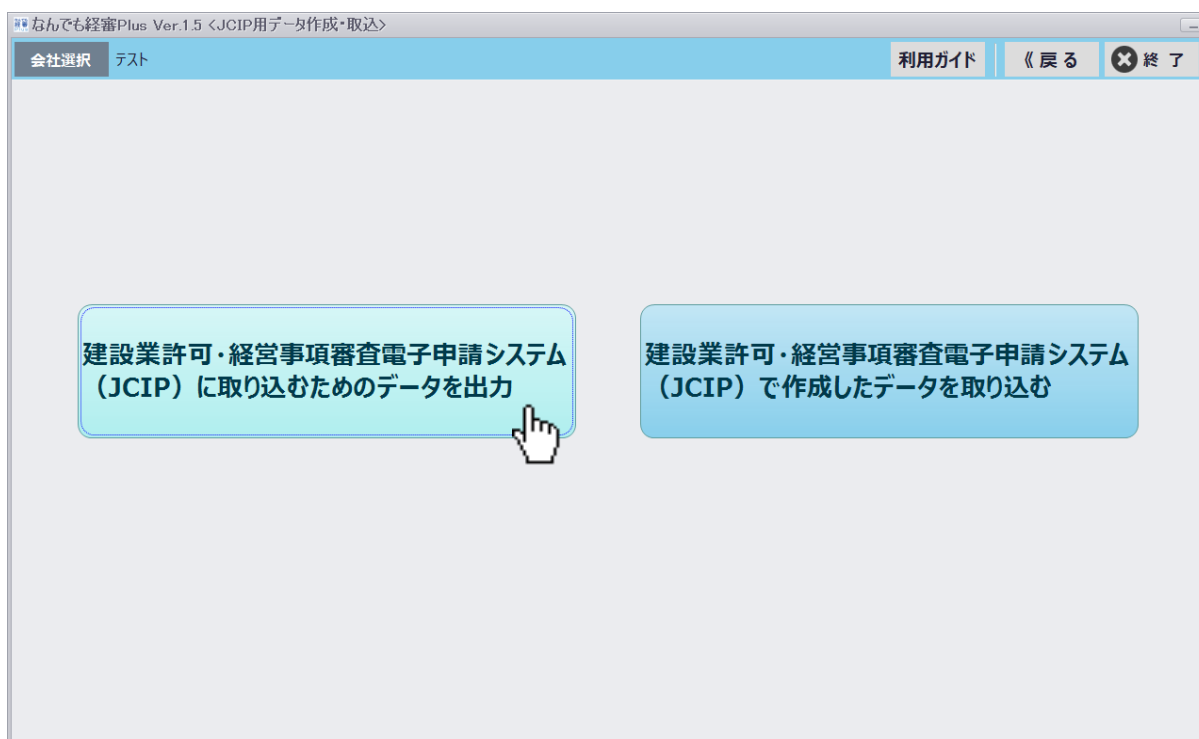 なんでも経審Plus Ver.1.5 <JCIP用データ作成・取込>
会社選択 テスト 利用ガイド 《戻る 終了
建設業許可・経営事項審査電子申請システム
（JCIP）に取り込むためのデータを出力
建設業許可・経営事項審査電子申請システム
（JCIP）で作成したデータを取り込む